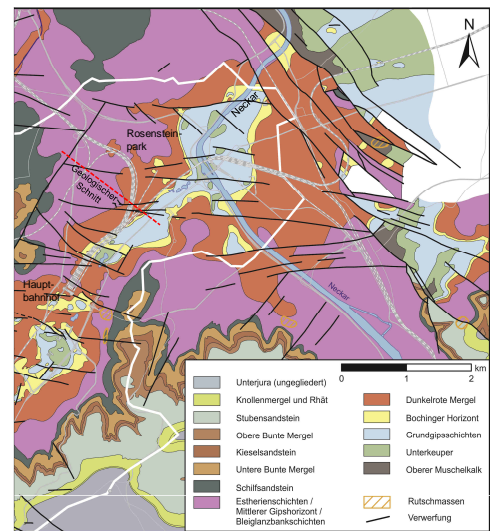 N
Neckar
Rosenstein-
park
Geologischer
Schnitt
Haupt-
bahnhof
Neckar
km
0 1 2
Unterjura (ungegliedert)
Knollenmergel und Rhät
Stubensandstein
Obere Bunte Mergel
Kieselsandstein
Untere Bunte Mergel
Schilfsandstein
Estherienschichten /
Mittlerer Gipshorizont /
Bleiglanzbankschichten
Dunkelrote Mergel
Bochinger Horizont
Grundgipsschichten
Unterkeuper
Oberer Muschelkalk
Rutschmassen
Verwerfung